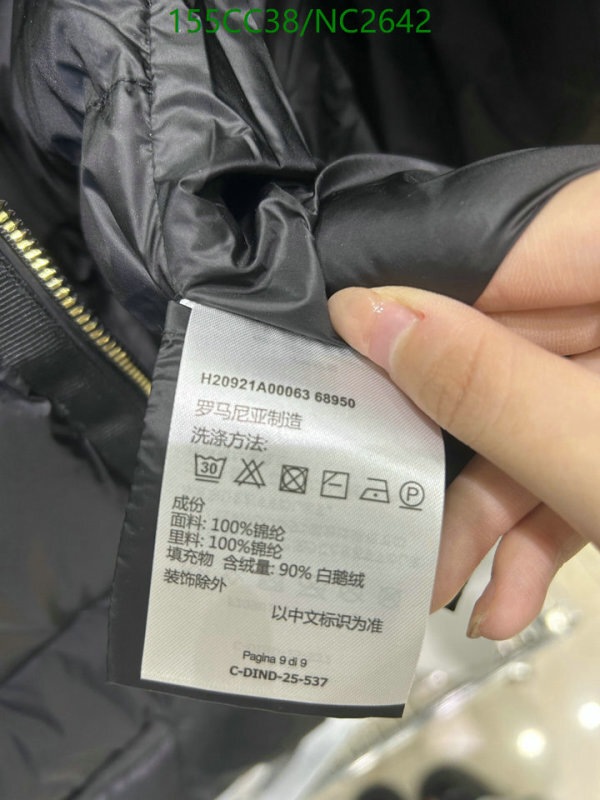 155CC38/NC2642
H20921A00063 68950
罗马尼亚制造
洗涤方法:
30 P
成份
面料: 100%锦纶
里料: 100%锦纶
填充物 含绒量: 90% 白鹅绒
装饰除外
以中文标识为准
Pagina 9 di 9
C-DIND-25-537